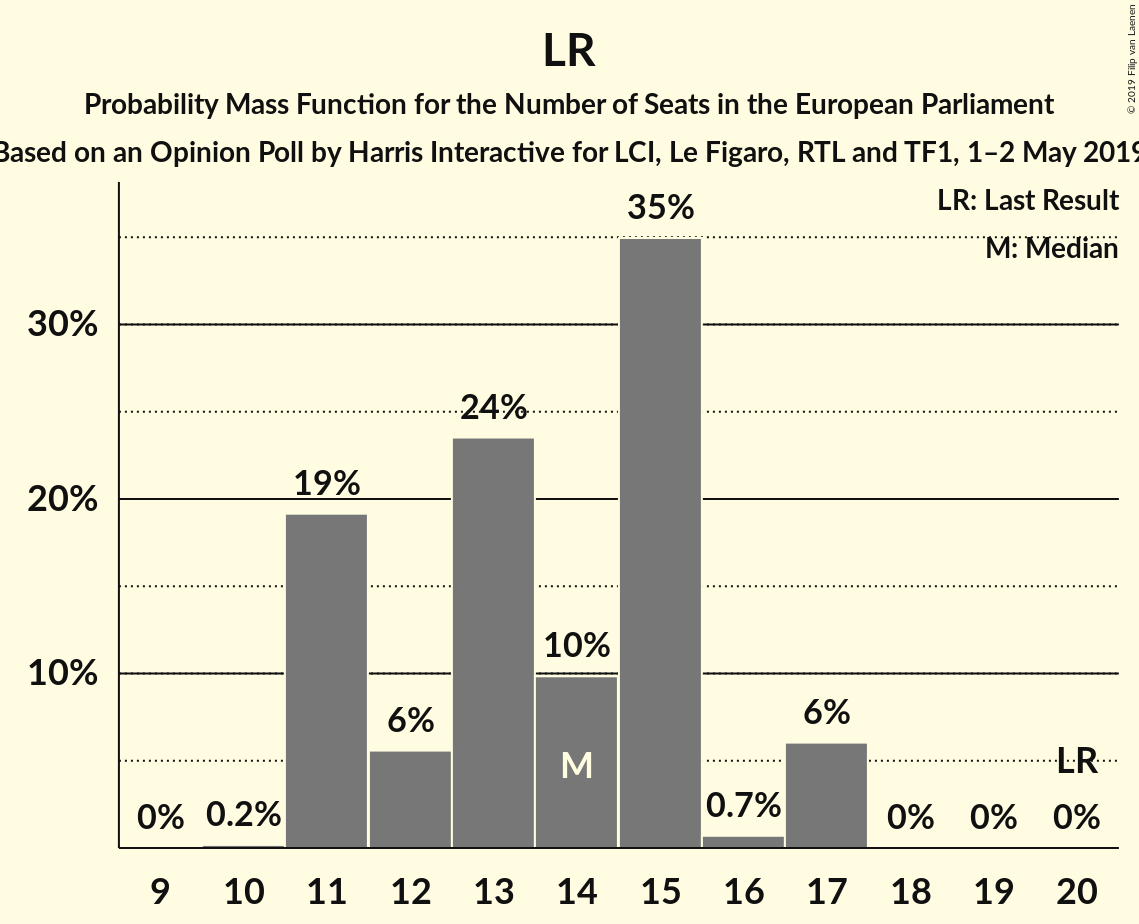 LR
Probability Mass Function for the Number of Seats in the European Parliament
Based on an Opinion Poll by Harris Interactive for LCI, Le Figaro, RTL and TF1, 1–2 May 2019
© 2019 Filip van Laenen
LR: Last Result
M: Median
35%
30%
24%
19%
20%
10%
10%
6%
6%
M
LR
0%
0.2%
0.7%
0%
0%
0%
9 10 11 12 13 14 15 16 17 18 19 20